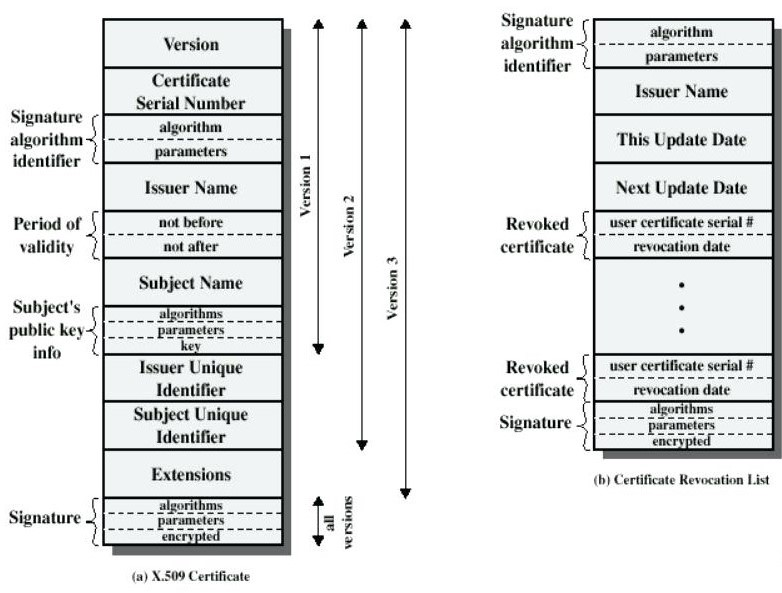 Version
Certificate
Serial Number
Signature
algorithm
identifier
algorithm
parameters
Issuer Name
Period of
validity
not before
not after
Subject Name
Subject's
public key
info
algorithms
parameters
key
Issuer Unique
Identifier
Subject Unique
Identifier
Extensions
Signature
algorithms
parameters
encrypted
Version 1
Version 2
Version 3
all
versions
(a) X.509 Certificate
Signature
algorithm
identifier
algorithm
parameters
Issuer Name
This Update Date
Next Update Date
Revoked
certificate
user certificate serial #
revocation date
Revoked
certificate
user certificate serial #
revocation date
Signature
algorithms
parameters
encrypted
(b) Certificate Revocation List